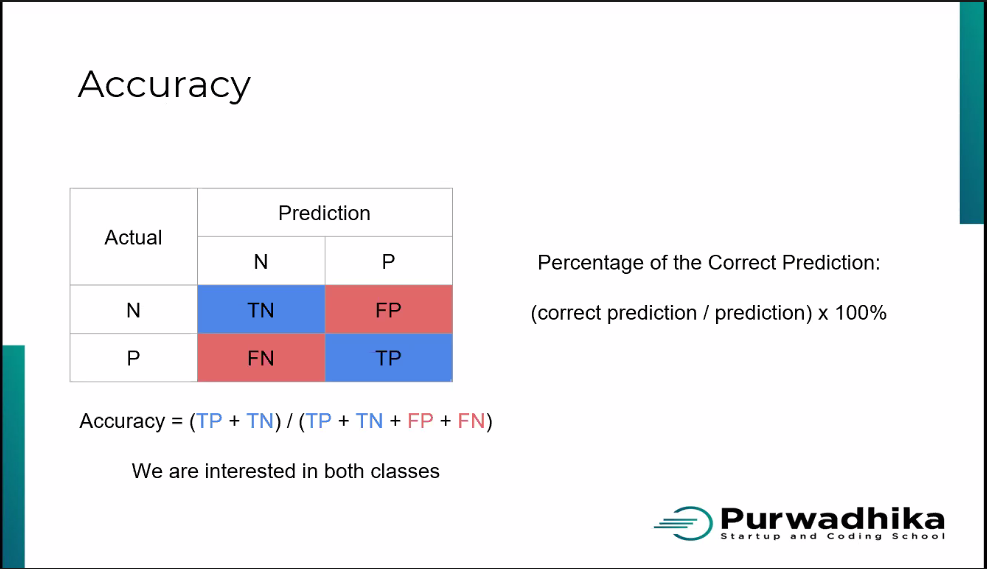 Accuracy
Actual
Prediction
N
P
N
TN
FP
P
FN
TP
Accuracy = (TP + TN) / (TP + TN + FP + FN)
We are interested in both classes
Percentage of the Correct Prediction:
(correct prediction / prediction) x 100%
Purwadhika
Startup and Coding School